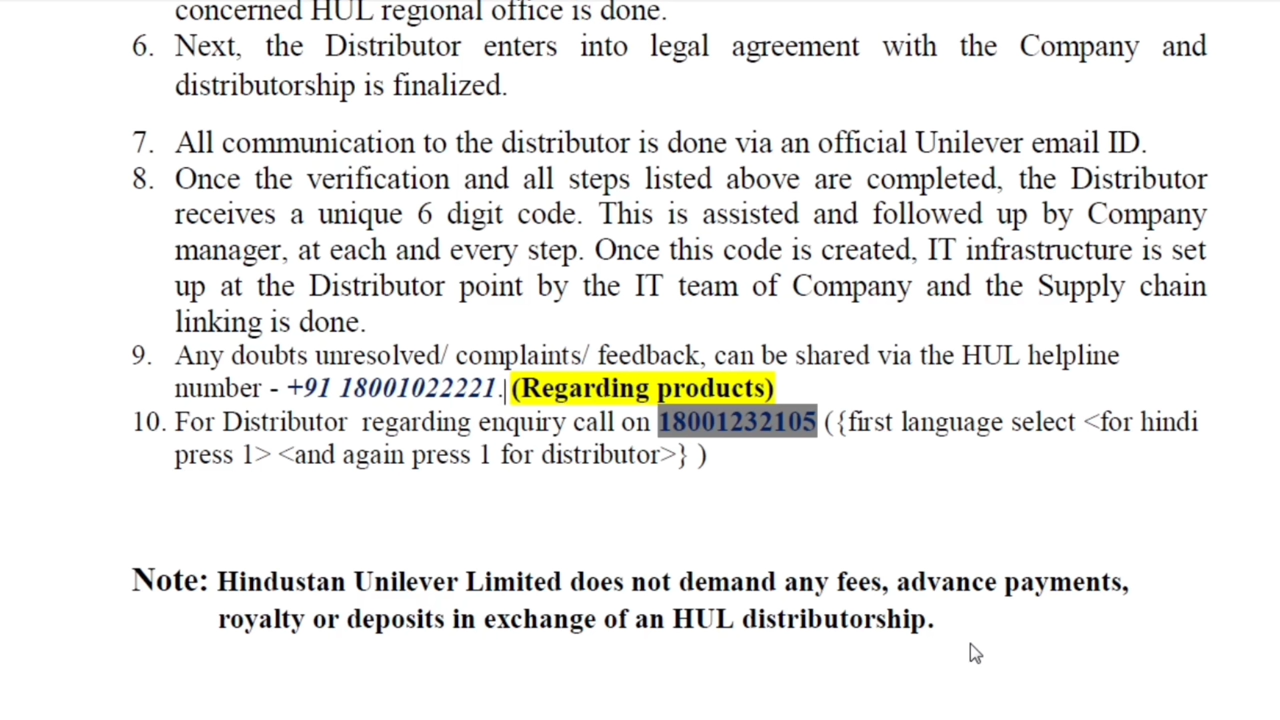 concerned HUL regional office is done.
6. Next, the Distributor enters into legal agreement with the Company and
distributorship is finalized.
7. All communication to the distributor is done via an official Unilever email ID.
8. Once the verification and all steps listed above are completed, the Distributor
receives a unique 6 digit code. This is assisted and followed up by Company
manager, at each and every step. Once this code is created, IT infrastructure is set
up at the Distributor point by the IT team of Company and the Supply chain
linking is done.
9. Any doubts unresolved/ complaints/ feedback, can be shared via the HUL helpline
number - +91 18001022221. (Regarding products)
10. For Distributor regarding enquiry call on 18001232105 ({first language select <for hindi
press 1> <and again press 1 for distributor>} )
Note: Hindustan Unilever Limited does not demand any fees, advance payments,
royalty or deposits in exchange of an HUL distributorship.